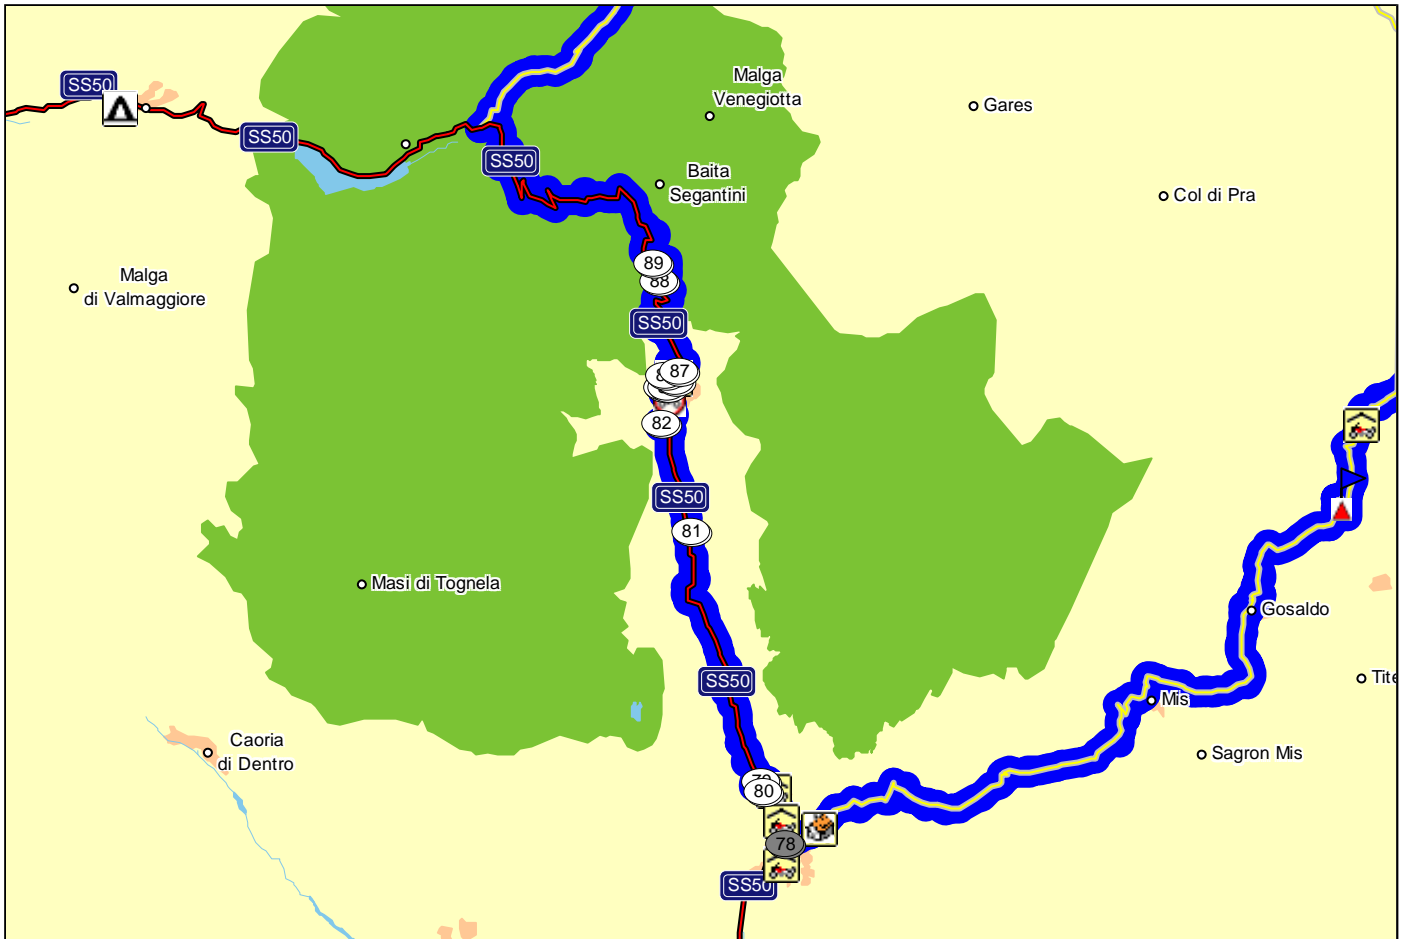 SS50
Malga
Venegiotta
Gares
SS50
SS50
Baita
Segantini
Col di Pra
Malga
di Valmaggiore
89
88
SS50
87
82
SS50
81
Masi di Tognela
Gosaldo
SS50
Tite
Mis
Caoria
di Dentro
Sagron Mis
80
78
SS50